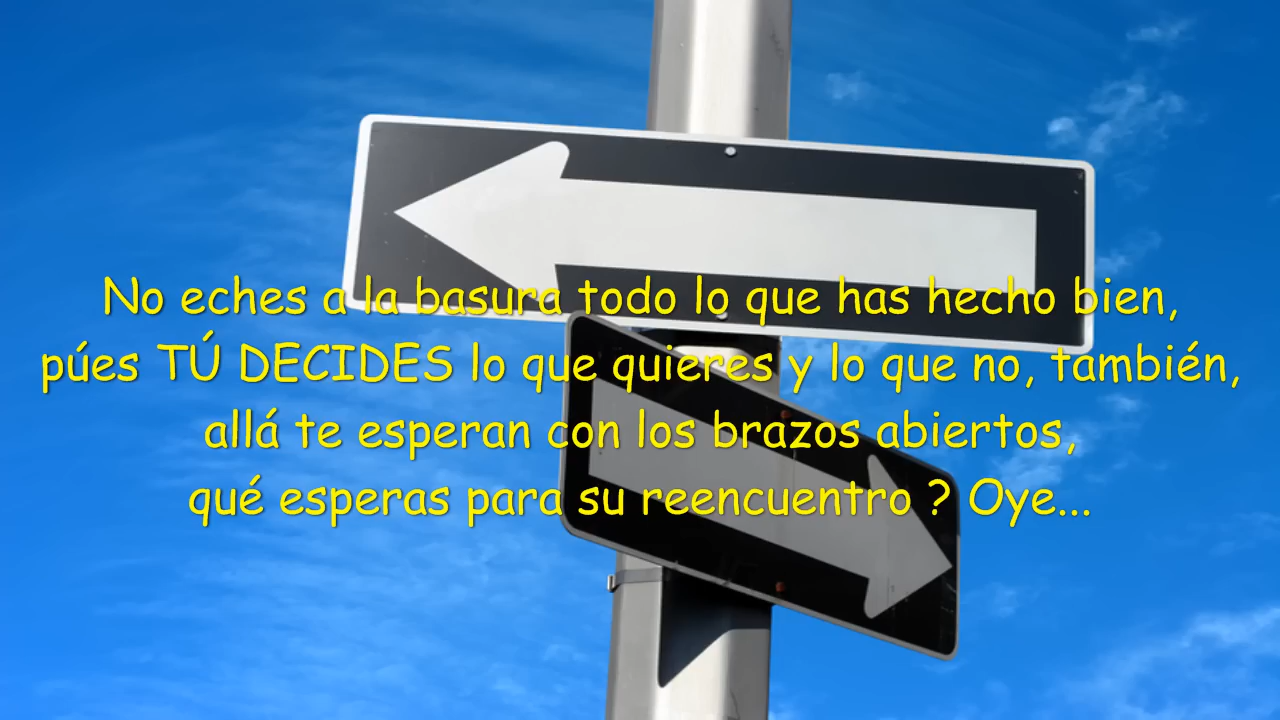 No eches a la basura todo lo que has hecho bien,
púes TÚ DECIDES lo que quieres y lo que no, también,
allá te esperan con los brazos abiertos,
qué esperas para su reencuentro ? Oye...